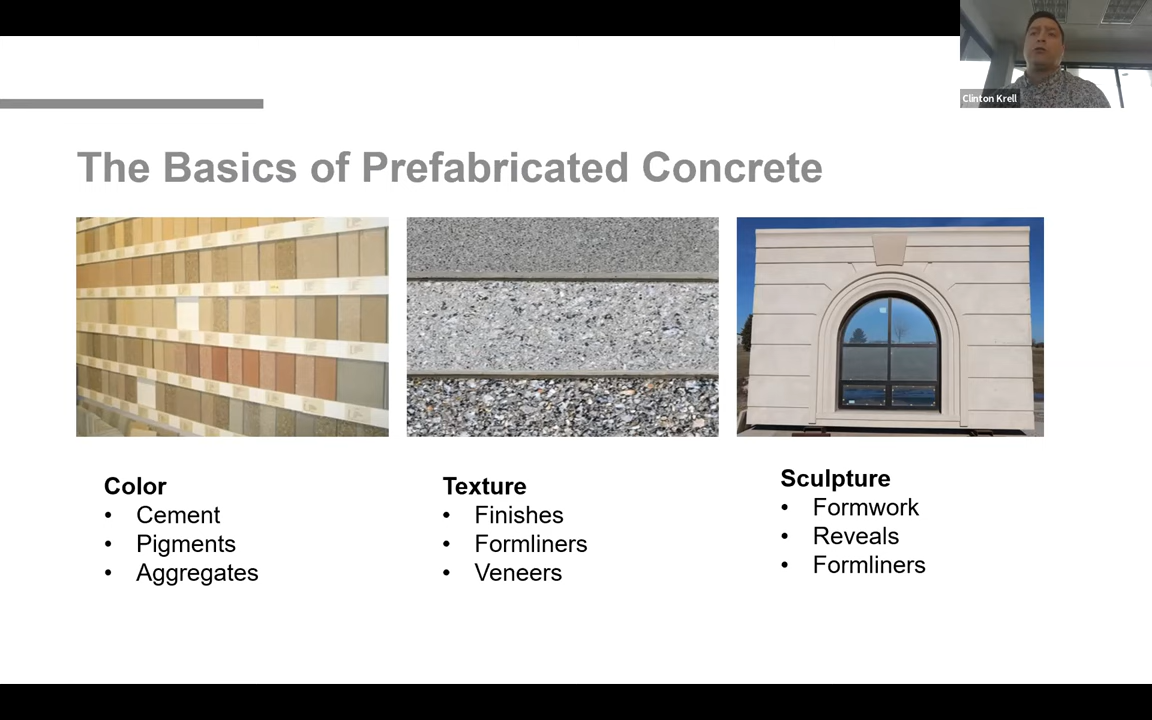 Clinton Krell
The Basics of Prefabricated Concrete
Color
• Cement
• Pigments
• Aggregates
Texture
• Finishes
• Formliners
• Veneers
Sculpture
• Formwork
• Reveals
• Formliners